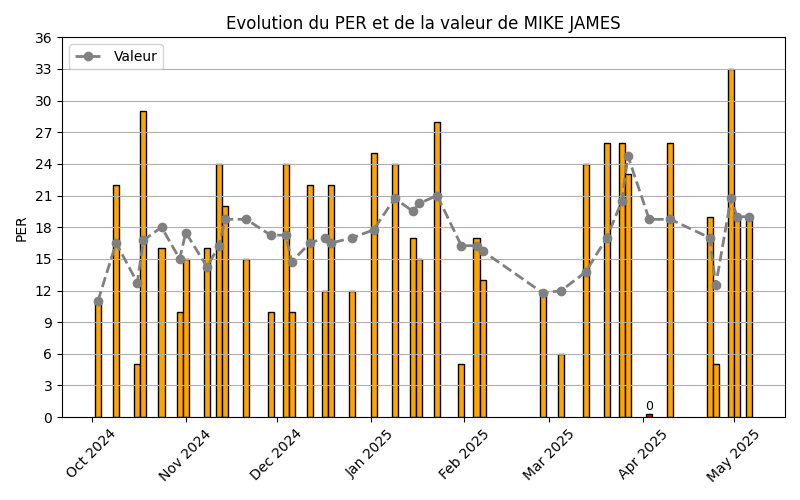 Evolution du PER et de la valeur de MIKE JAMES
Valeur
PER
36
33
30
27
24
21
18
15
12
9
6
3
0
0
Oct 2024
Nov 2024
Dec 2024
Jan 2025
Feb 2025
Mar 2025
Apr 2025
May 2025